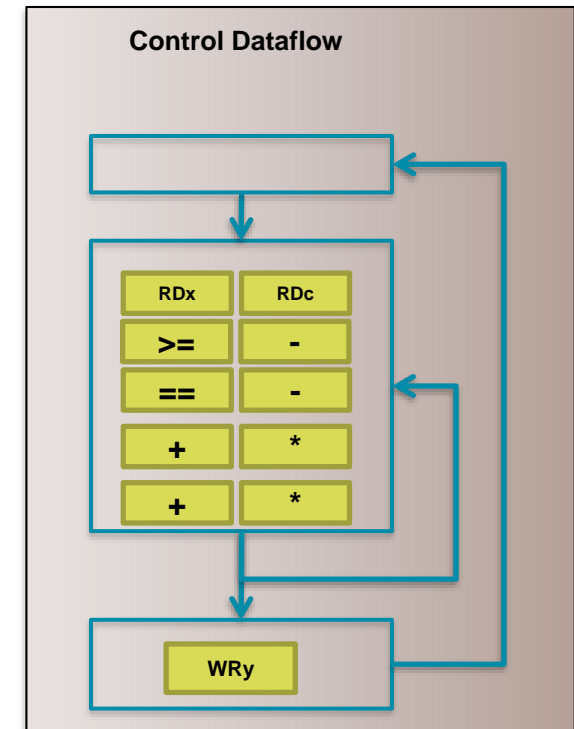 Control Dataflow
RDx RDc
>= -
== -
+ *
+ *
WRy